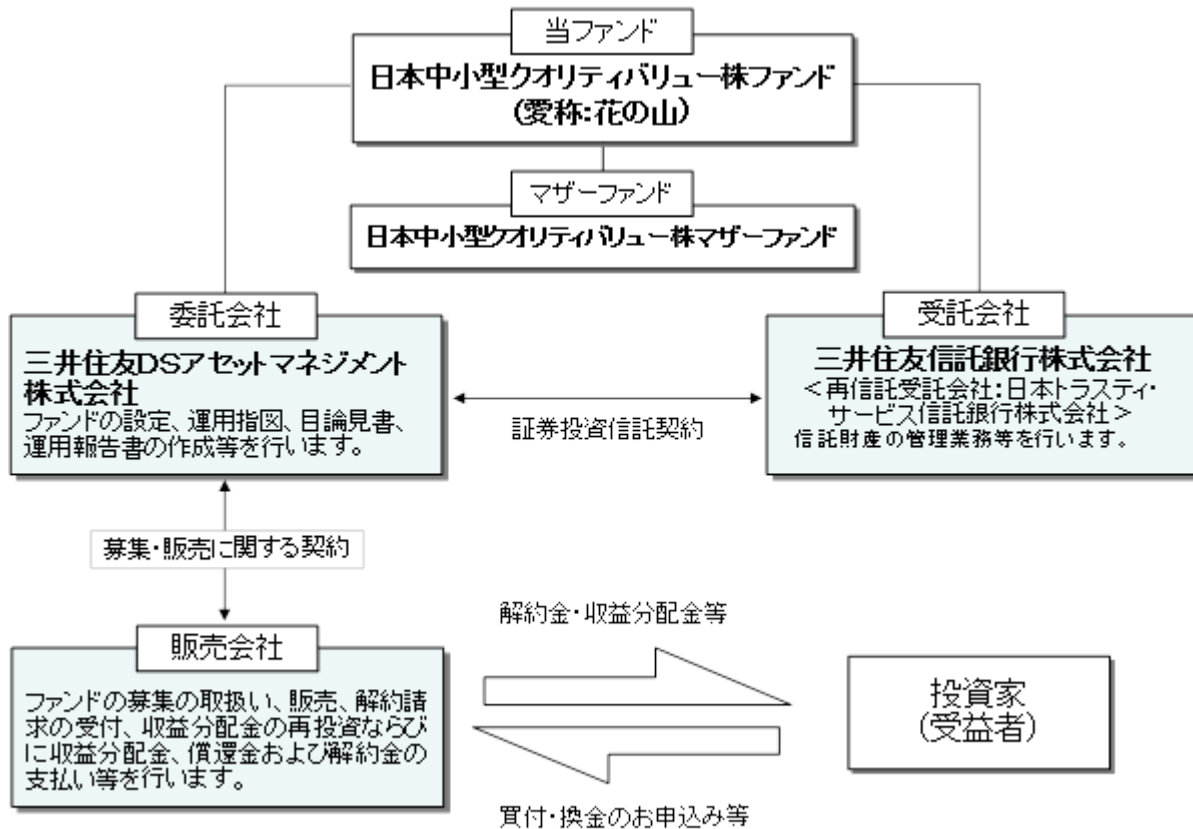 当ファンド
日本中小型クオリティバリュー株ファンド
(愛称:花の山)
マザーファンド
日本中小型クオリティバリュー株マザーファンド
委託会社
三井住友DSアセットマネジメント
株式会社
ファンドの設定、運用指図、目論見書、
運用報告書の作成等を行います。
証券投資信託契約
受託会社
三井住友信託銀行株式会社
<再信託受託会社:日本トラスティ・
サービス信託銀行株式会社>
信託財産の管理業務等を行います。
募集・販売に関する契約
販売会社
ファンドの募集の取扱い、販売、解約請
求の受付、収益分配金の再投資ならび
に収益分配金、償還金および解約金の
支払い等を行います。
解約金・収益分配金等
買付・換金のお申込み等
投資家
(受益者)